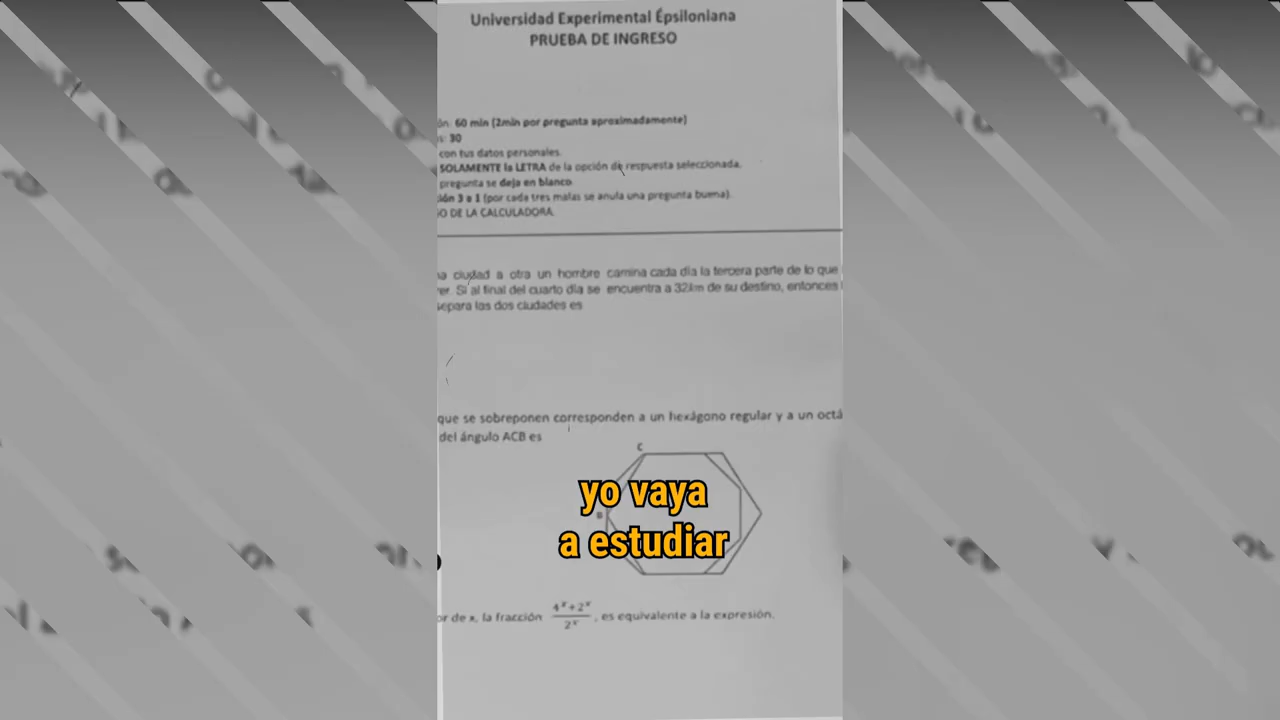 Universidad Experimental Épsiloniana
PRUEBA DE INGRESO
ón: 60 min (2min por pregunta aproximadamente)
s: 30
con tus datos personales.
SOLAMENTE la LETRA de la opción de respuesta seleccionada.
pregunta se deja en blanco
ión 3 a 1 (por cada tres malas se anula una pregunta buena).
SO DE LA CALCULADORA.
na ciudad a otra un hombre camina cada día la tercera parte de lo que
rer. Si al final del cuarto día se encuentra a 32km de su destino, entonces
separa las dos ciudades es
que se sobreponen corresponden a un hexágono regular y a un octá
del ángulo ACB es
C
yo vaya
B
a estudiar
or de x, la fracción 4^x+2^x / 2^x , es equivalente a la expresión.